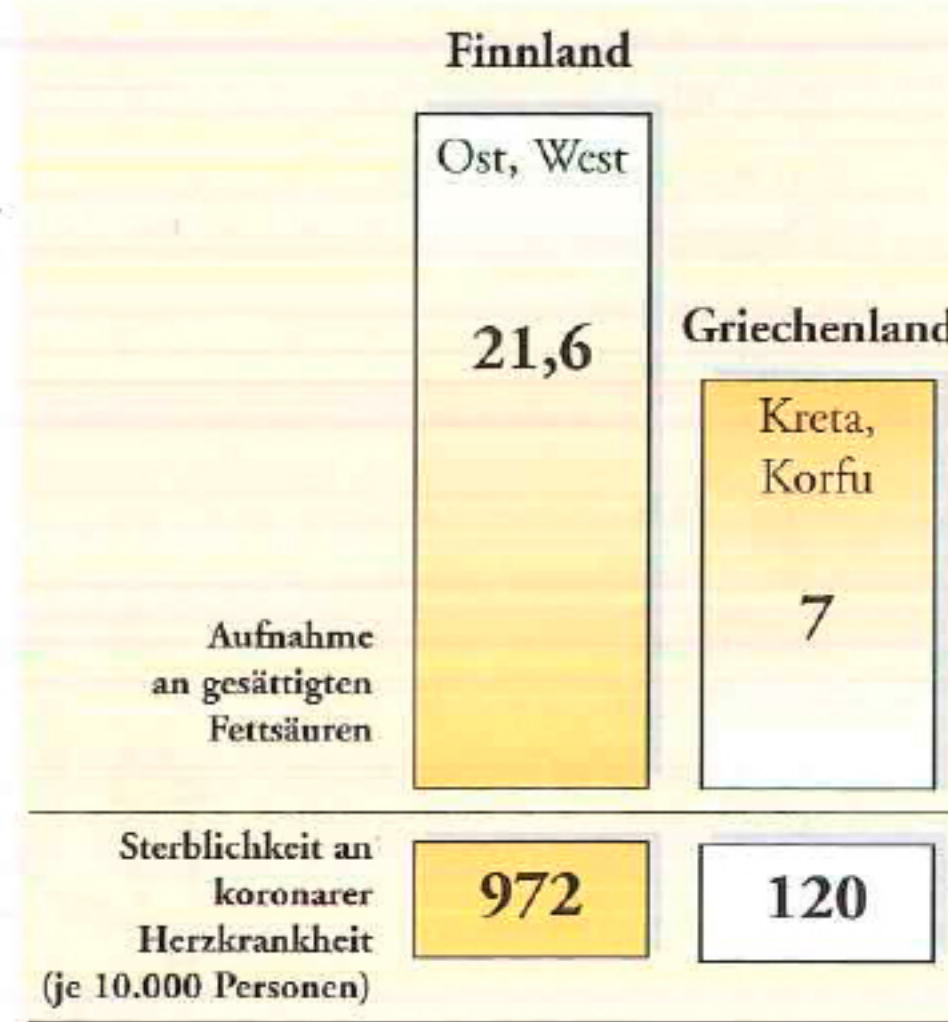 Finnland
Ost, West
21,6
Griechenland
Kreta,
Korfu
7
Aufnahme
an gesättigten
Fettsäuren
Sterblichkeit an
koronarer
Herzkrankheit
(je 10.000 Personen)
972
120